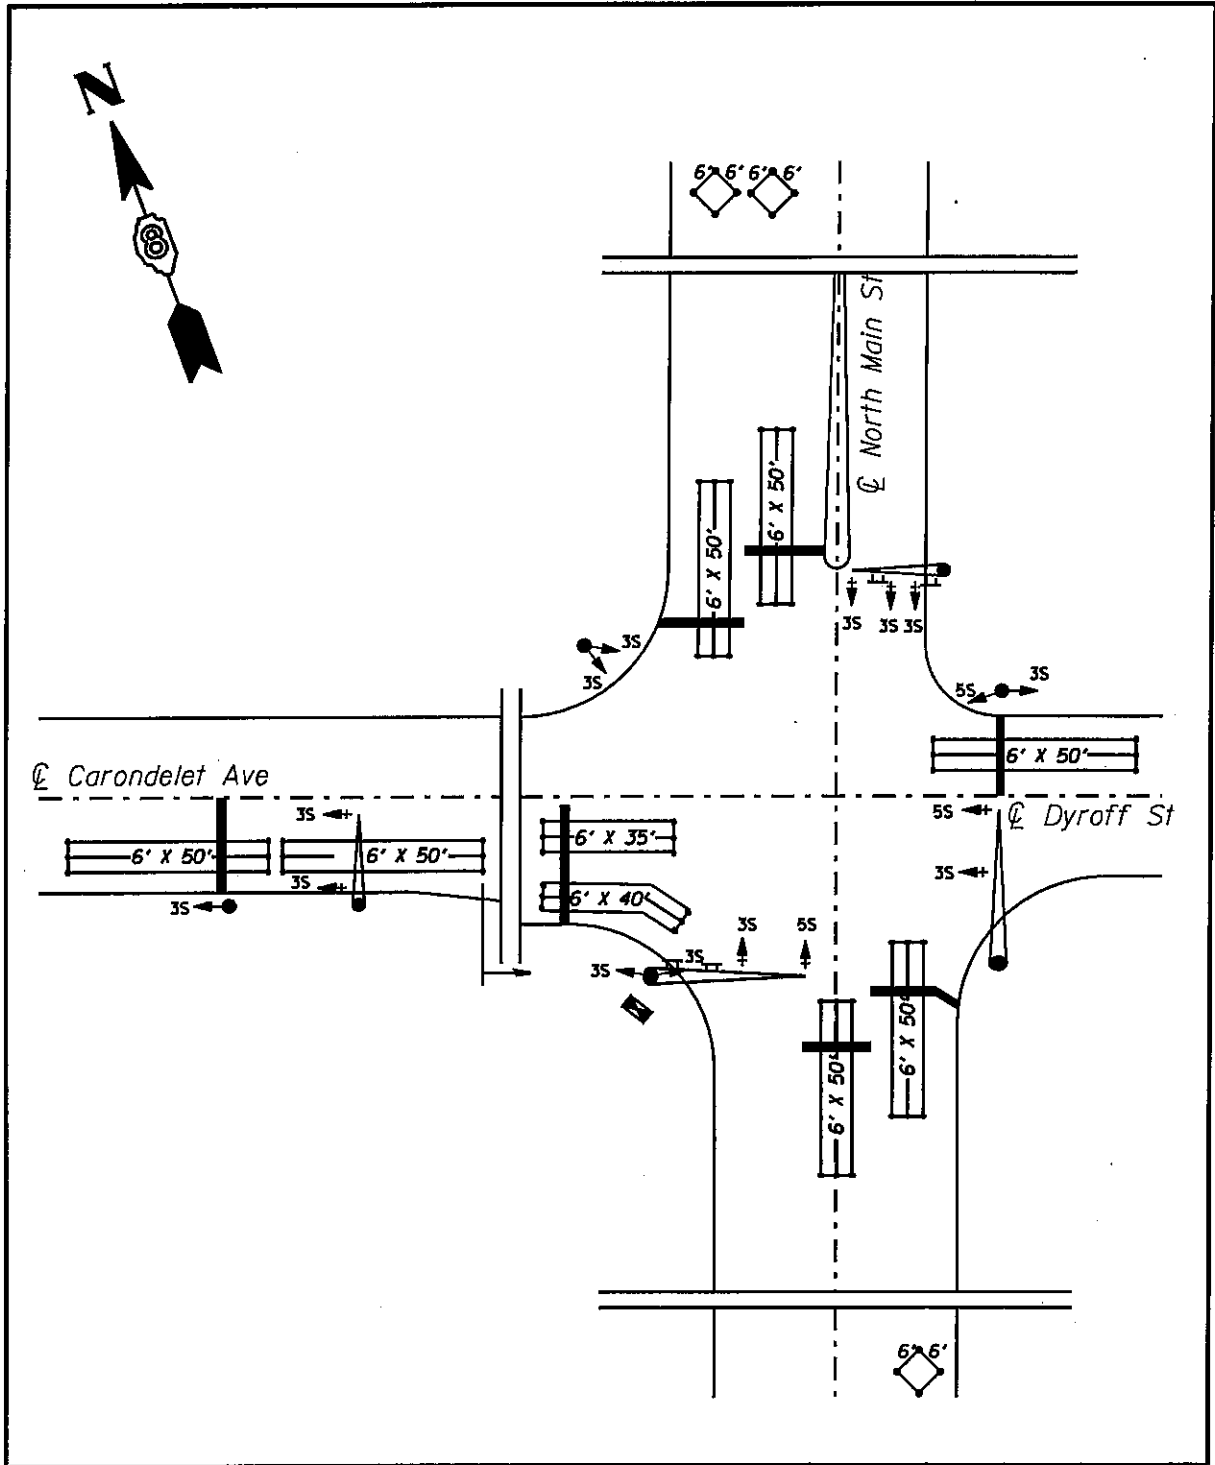 N
8
6' 6' 6' 6'
℄ North Main St
6' X 50'
6' X 50'
3S 3S 3S
3S
3S
3S
5S
6' X 50'
℄ Carondelet Ave
3S
5S
℄ Dyroff St
6' X 50'
6' X 50'
6' X 35'
3S
3S
3S
6' X 40'
3S
5S
3S
3S
6' X 50'
6' X 50'
6' 6'